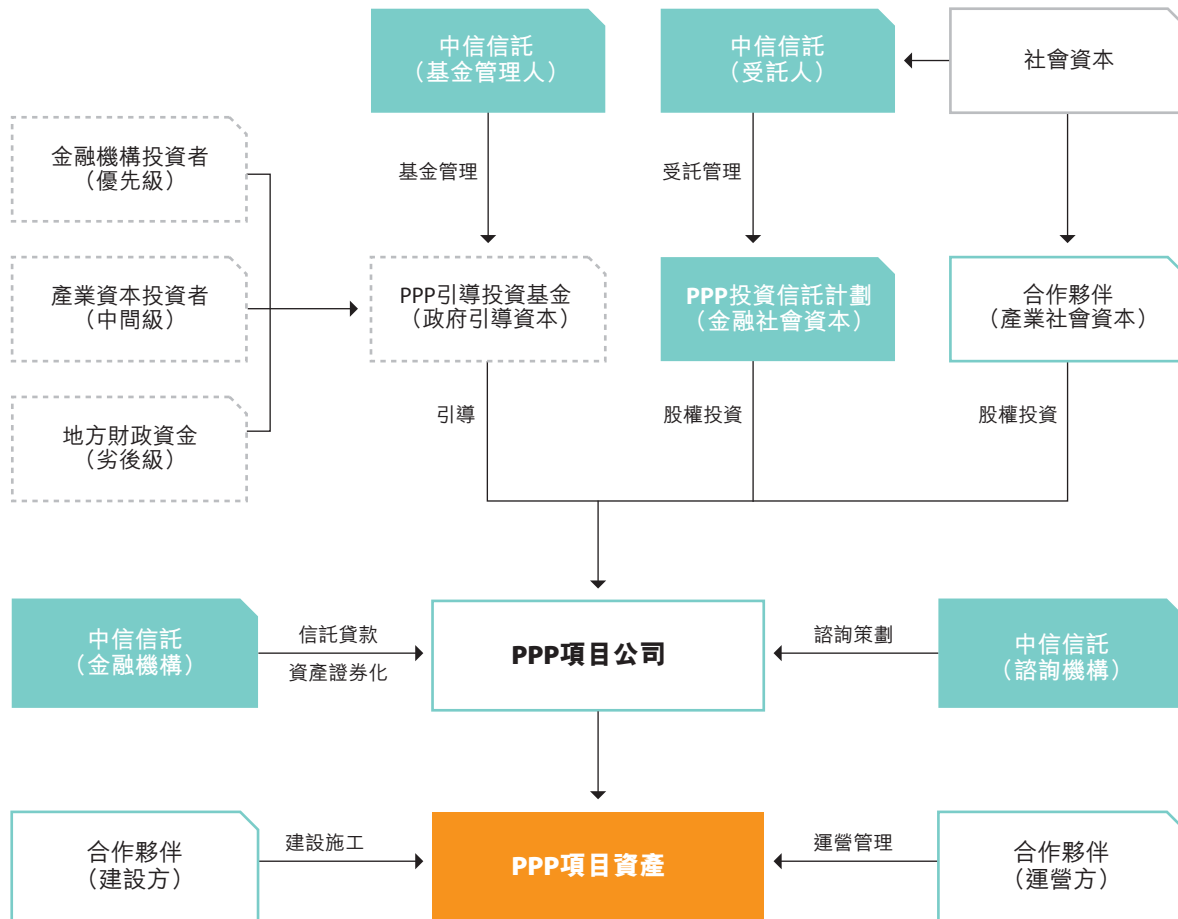 中信信託
（基金管理人）
中信信託
（受託人）
社會資本
金融機構投資者
（優先級）
基金管理
受託管理
產業資本投資者
（中間級）
PPP引導投資基金
（政府引導資本）
PPP投資信託計劃
（金融社會資本）
合作夥伴
（產業社會資本）
地方財政資金
（劣後級）
引導
股權投資
股權投資
中信信託
（金融機構）
信託貸款
資產證券化
PPP項目公司
諮詢策劃
中信信託
（諮詢機構）
合作夥伴
（建設方）
建設施工
PPP項目資產
運營管理
合作夥伴
（運營方）